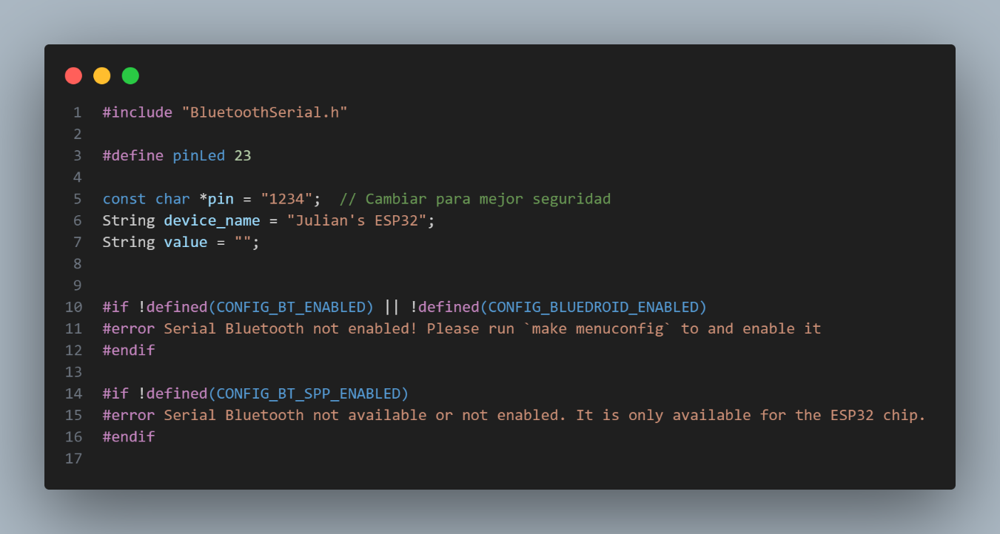 1 #include "BluetoothSerial.h"
2
3 #define pinLed 23
4
5 const char *pin = "1234";  // Cambiar para mejor seguridad
6 String device_name = "Julian's ESP32";
7 String value = "";
8
9
10 #if !defined(CONFIG_BT_ENABLED) || !defined(CONFIG_BLUEDROID_ENABLED)
11 #error Serial Bluetooth not enabled! Please run `make menuconfig` to and enable it
12 #endif
13
14 #if !defined(CONFIG_BT_SPP_ENABLED)
15 #error Serial Bluetooth not available or not enabled. It is only available for the ESP32 chip.
16 #endif
17